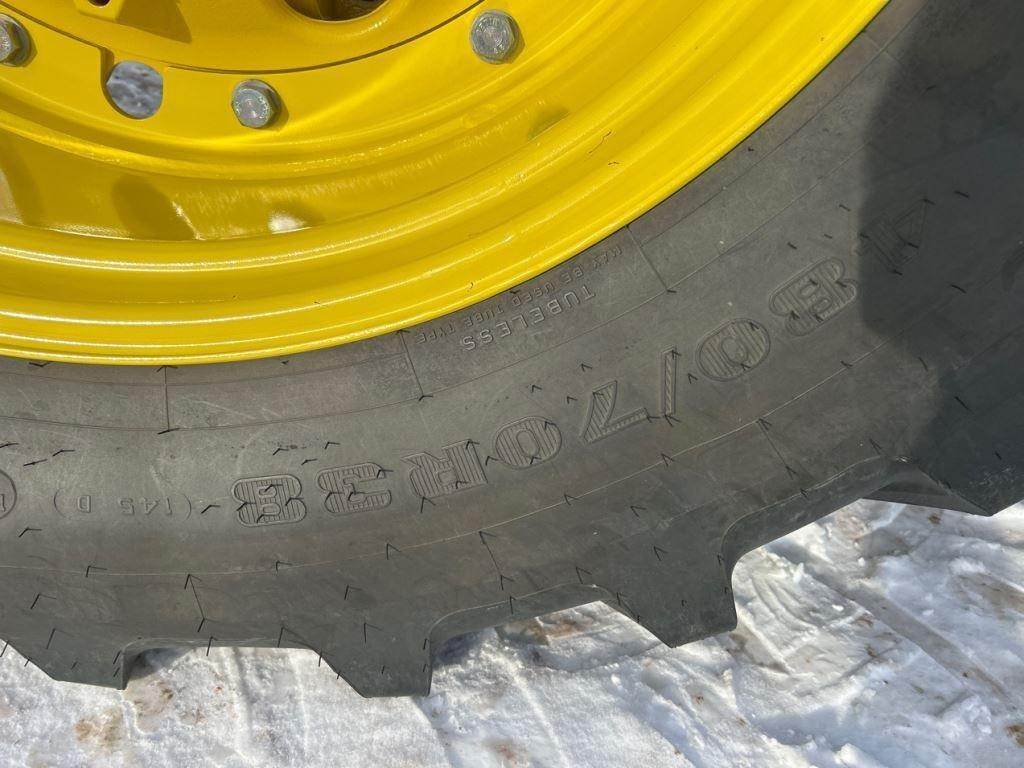 480/70R38 (145 D)
TUBELESS
MAY BE USED TUBE TYPE